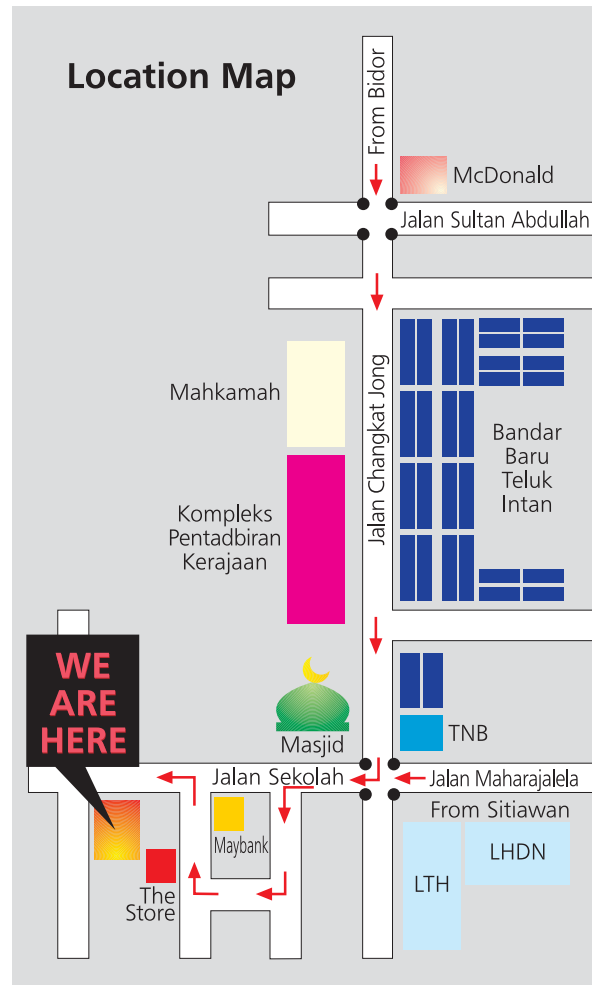 Location Map
From Bidor
McDonald
Jalan Sultan Abdullah
Mahkamah
Jalan Changkat Jong
Bandar
Baru
Teluk
Intan
Kompleks
Pentadbiran
Kerajaan
WE
ARE
HERE
Masjid
TNB
Jalan Sekolah
Jalan Maharajalela
From Sitiawan
Maybank
LHDN
LTH
The
Store